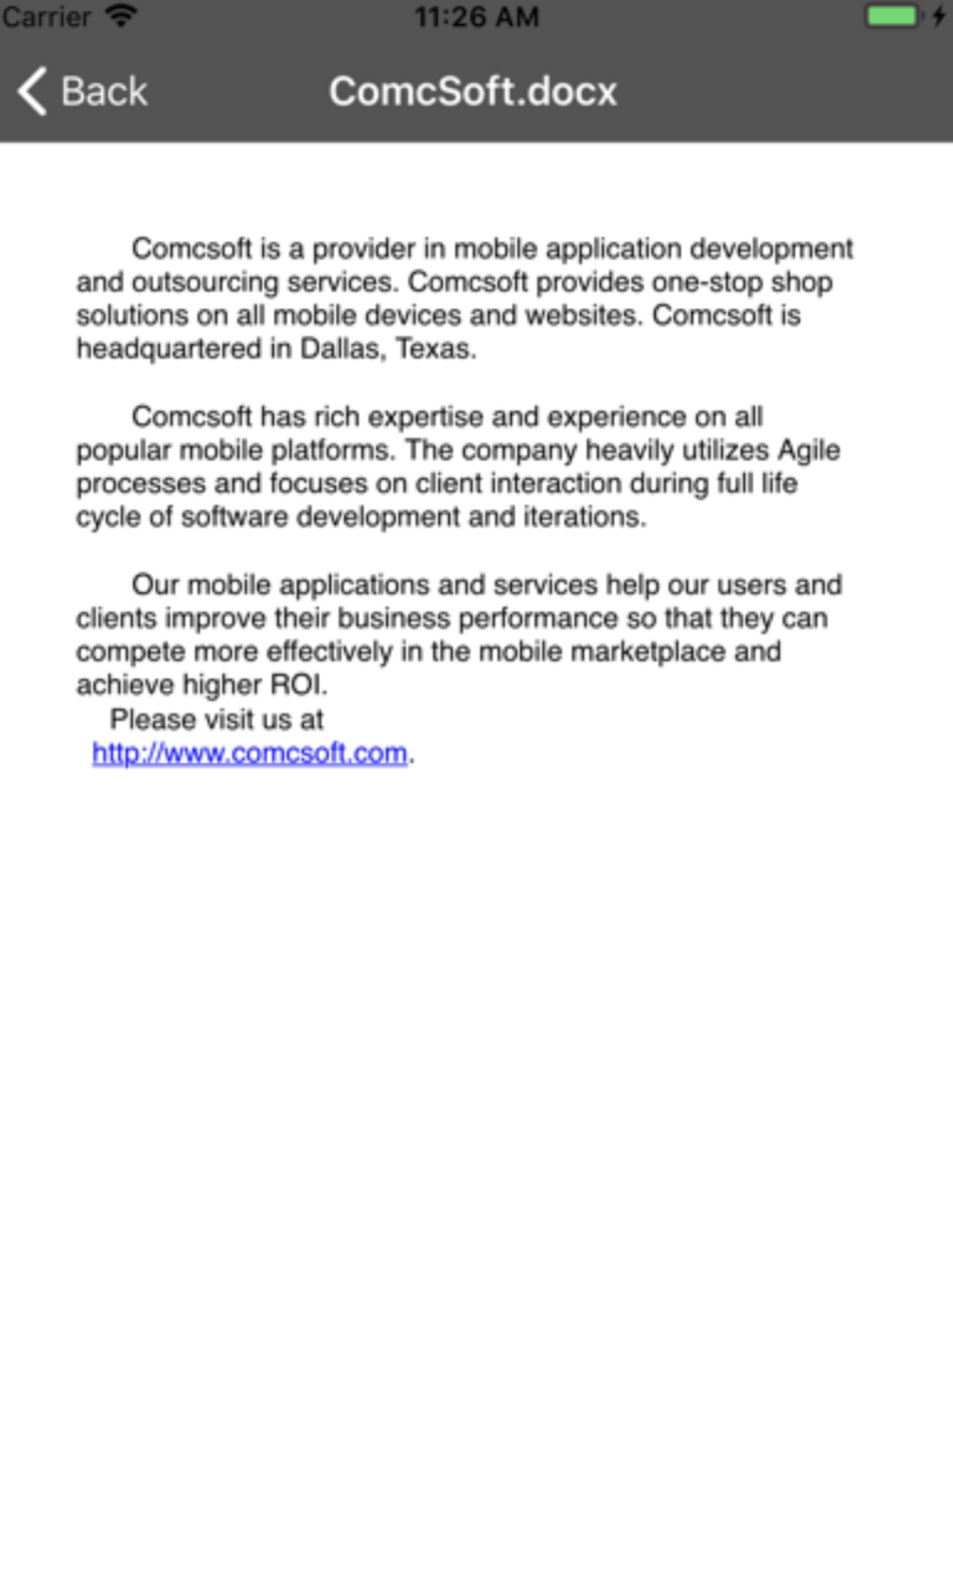 Carrier 11:26 AM
Back ComcSoft.docx
Comcsoft is a provider in mobile application development
and outsourcing services. Comcsoft provides one-stop shop
solutions on all mobile devices and websites. Comcsoft is
headquartered in Dallas, Texas.
Comcsoft has rich expertise and experience on all
popular mobile platforms. The company heavily utilizes Agile
processes and focuses on client interaction during full life
cycle of software development and iterations.
Our mobile applications and services help our users and
clients improve their business performance so that they can
compete more effectively in the mobile marketplace and
achieve higher ROI.
Please visit us at
http://www.comcsoft.com.